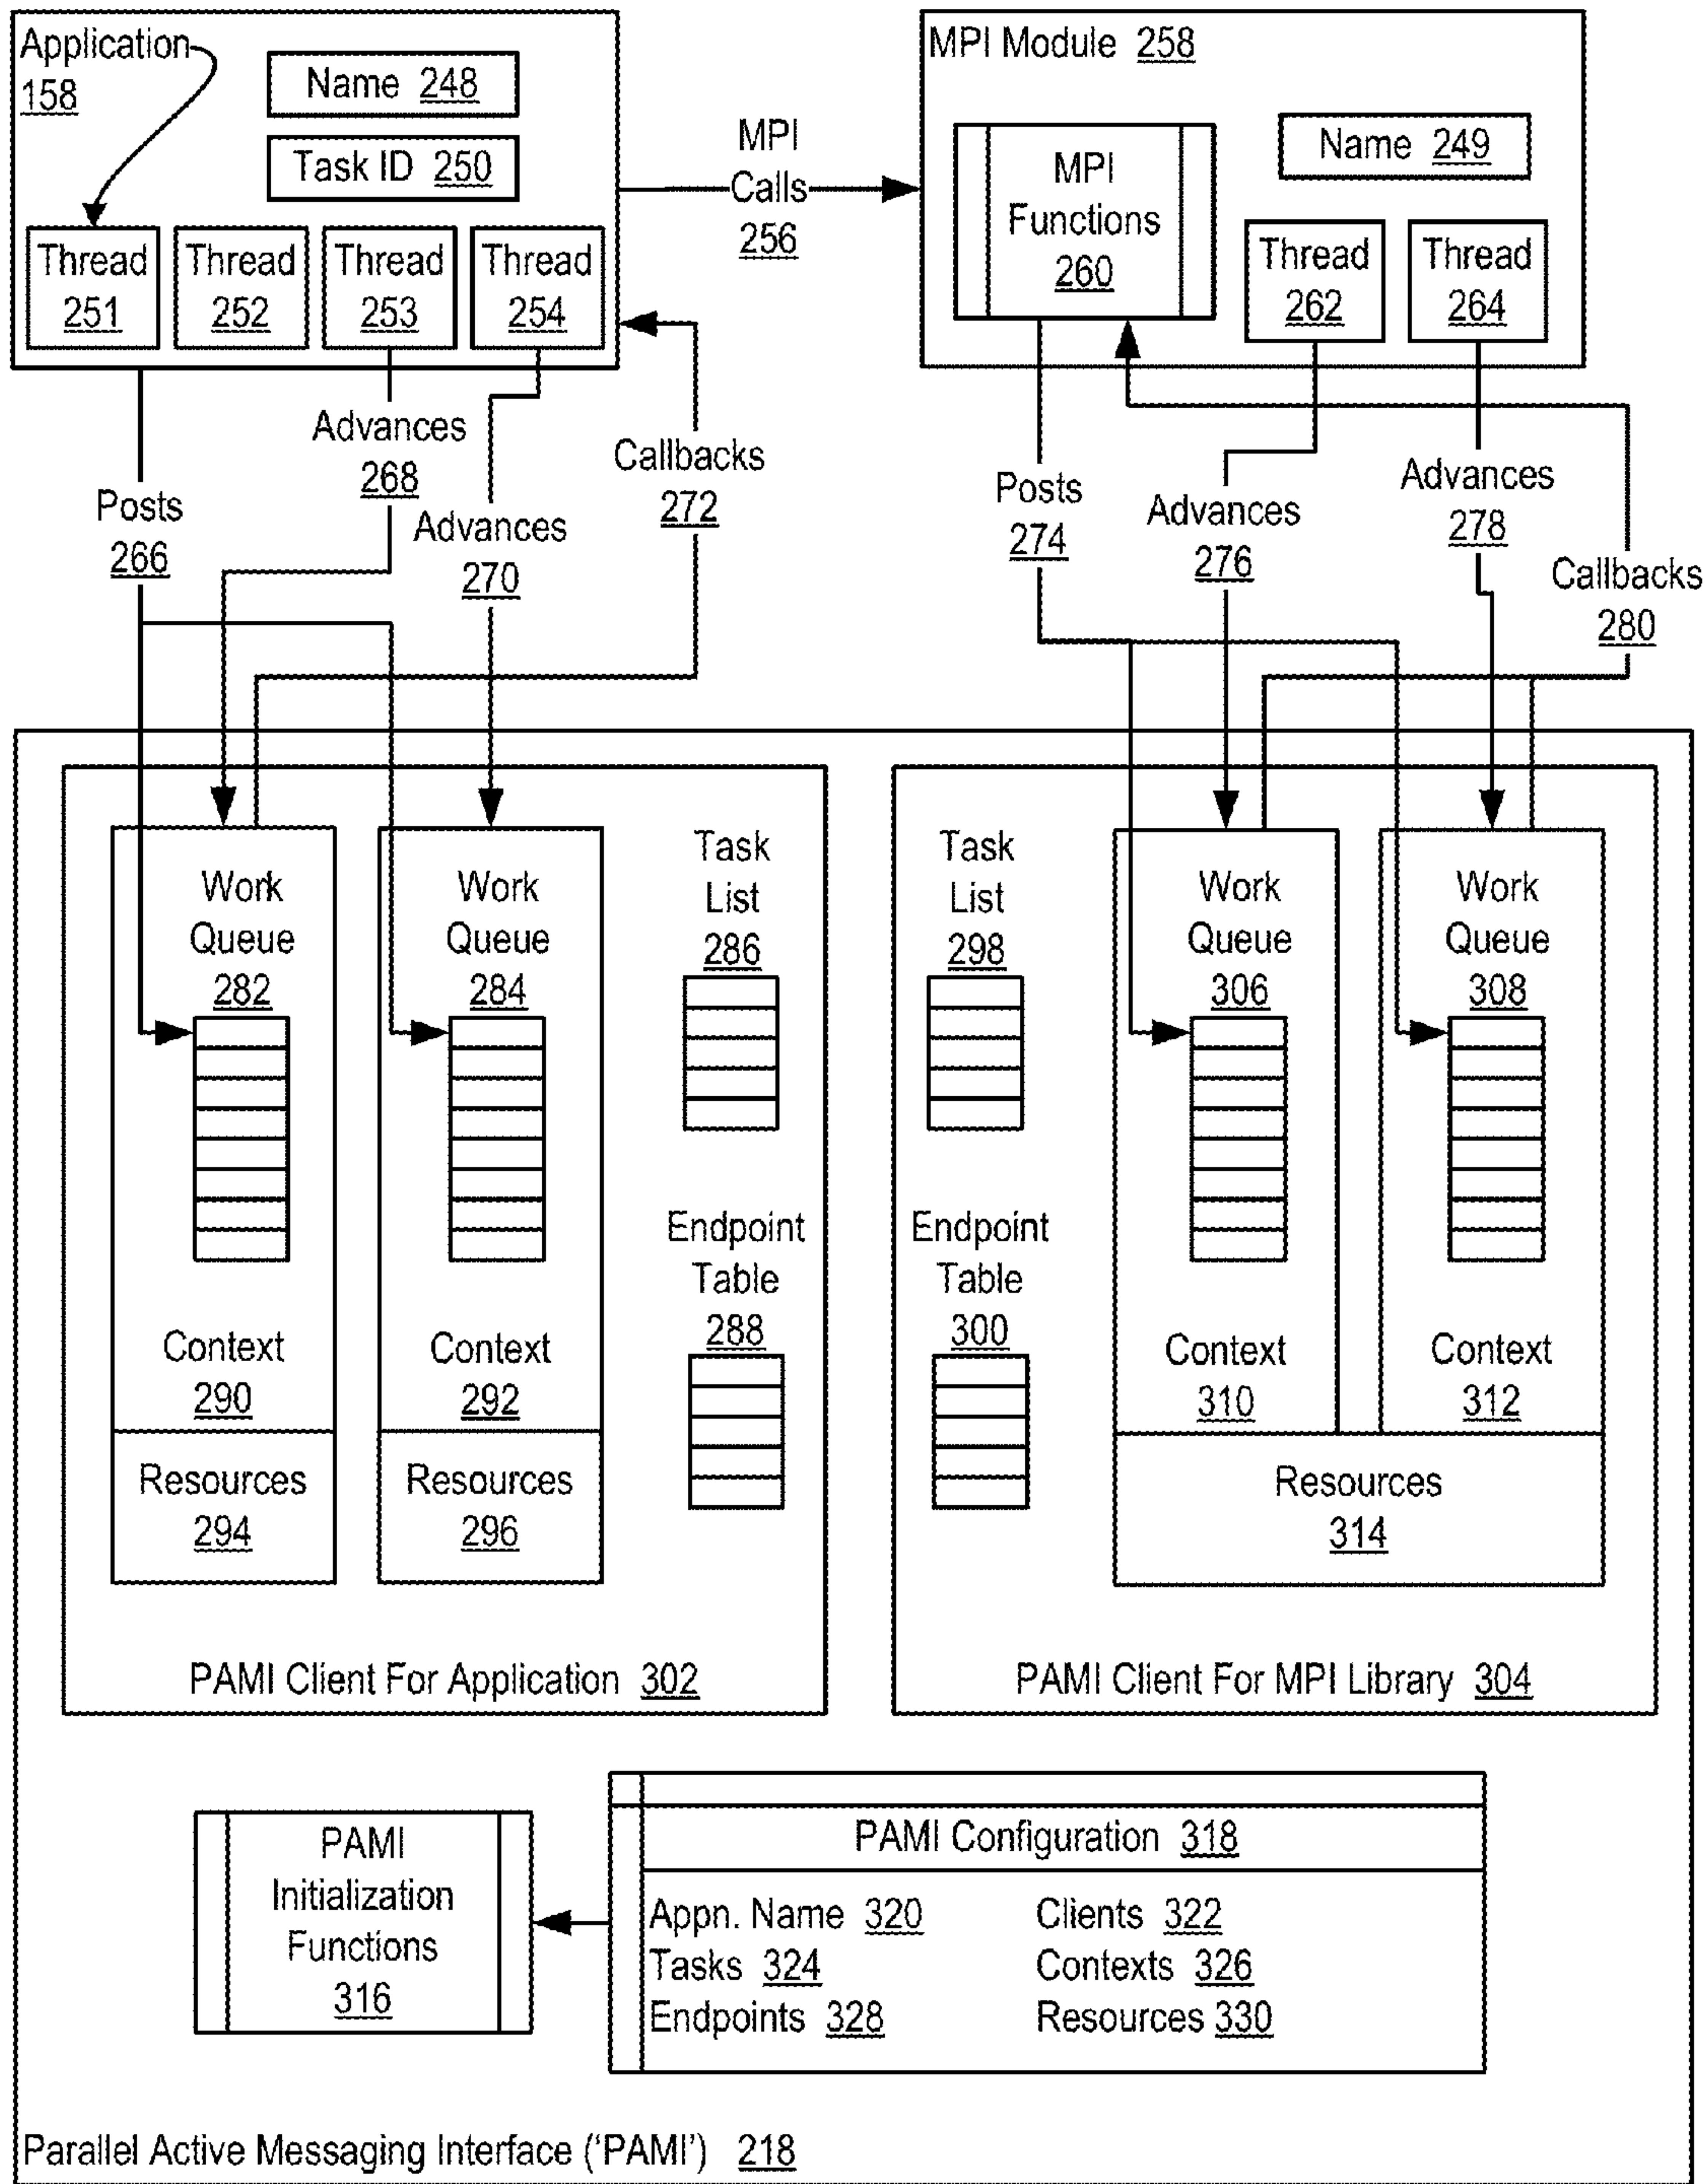 Application
158
Name 248
Task ID 250
Thread
251
Thread
252
Thread
253
Thread
254
MPI
Calls
256
MPI Module 258
MPI
Functions
260
Name 249
Thread
262
Thread
264
Posts
266
Advances
268
Advances
270
Callbacks
272
Posts
274
Advances
276
Advances
278
Callbacks
280
Work
Queue
282
Context
290
Resources
294
Work
Queue
284
Context
292
Resources
296
Task
List
286
Endpoint
Table
288
PAMI Client For Application 302
Task
List
298
Endpoint
Table
300
Work
Queue
306
Context
310
Work
Queue
308
Context
312
Resources
314
PAMI Client For MPI Library 304
PAMI
Initialization
Functions
316
PAMI Configuration 318
Appn. Name 320 Clients 322
Tasks 324 Contexts 326
Endpoints 328 Resources 330
Parallel Active Messaging Interface (‘PAMI’) 218